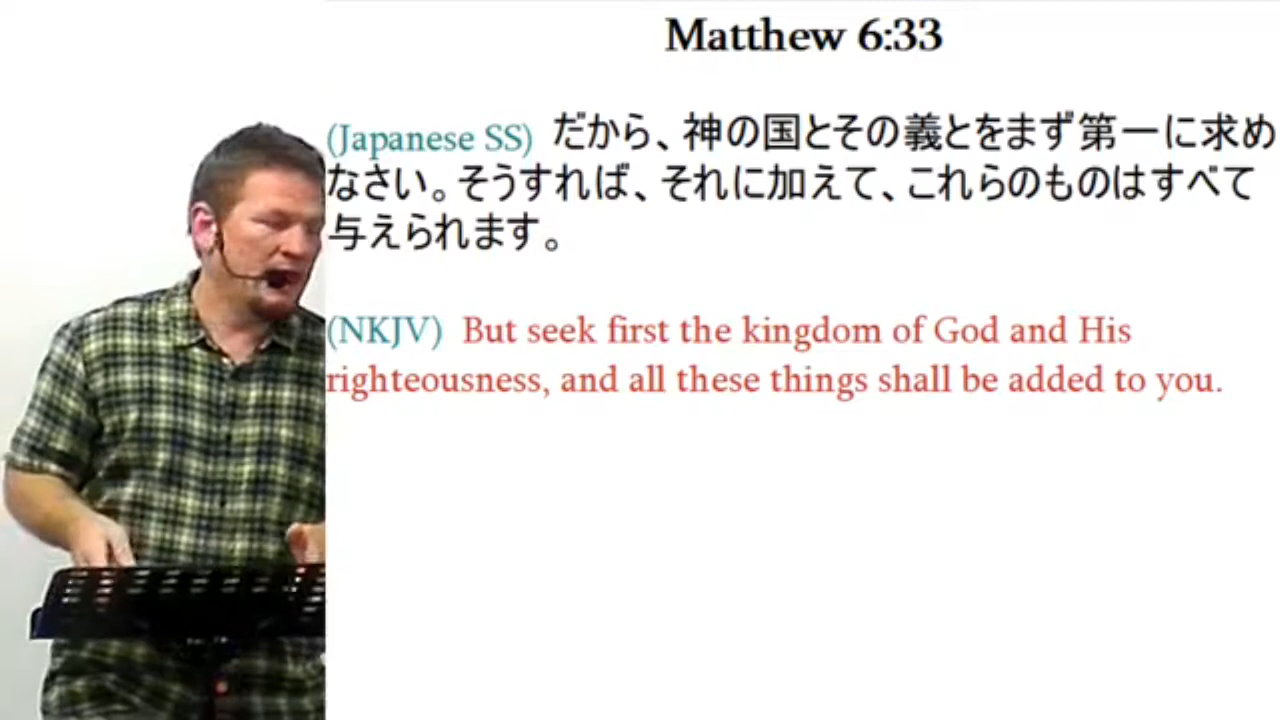 Matthew 6:33
(Japanese SS) だから、神の国とその義とをまず第一に求め
なさい。そうすれば、それに加えて、これらのものはすべて
与えられます。
(NKJV) But seek first the kingdom of God and His
righteousness, and all these things shall be added to you.